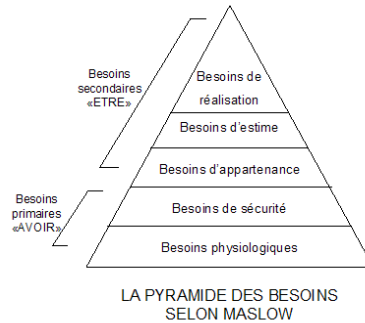 Besoins
secondaires
«ETRE»
Besoins de
réalisation
Besoins d'estime
Besoins d'appartenance
Besoins
primaires
«AVOIR»
Besoins de sécurité
Besoins physiologiques
LA PYRAMIDE DES BESOINS
SELON MASLOW